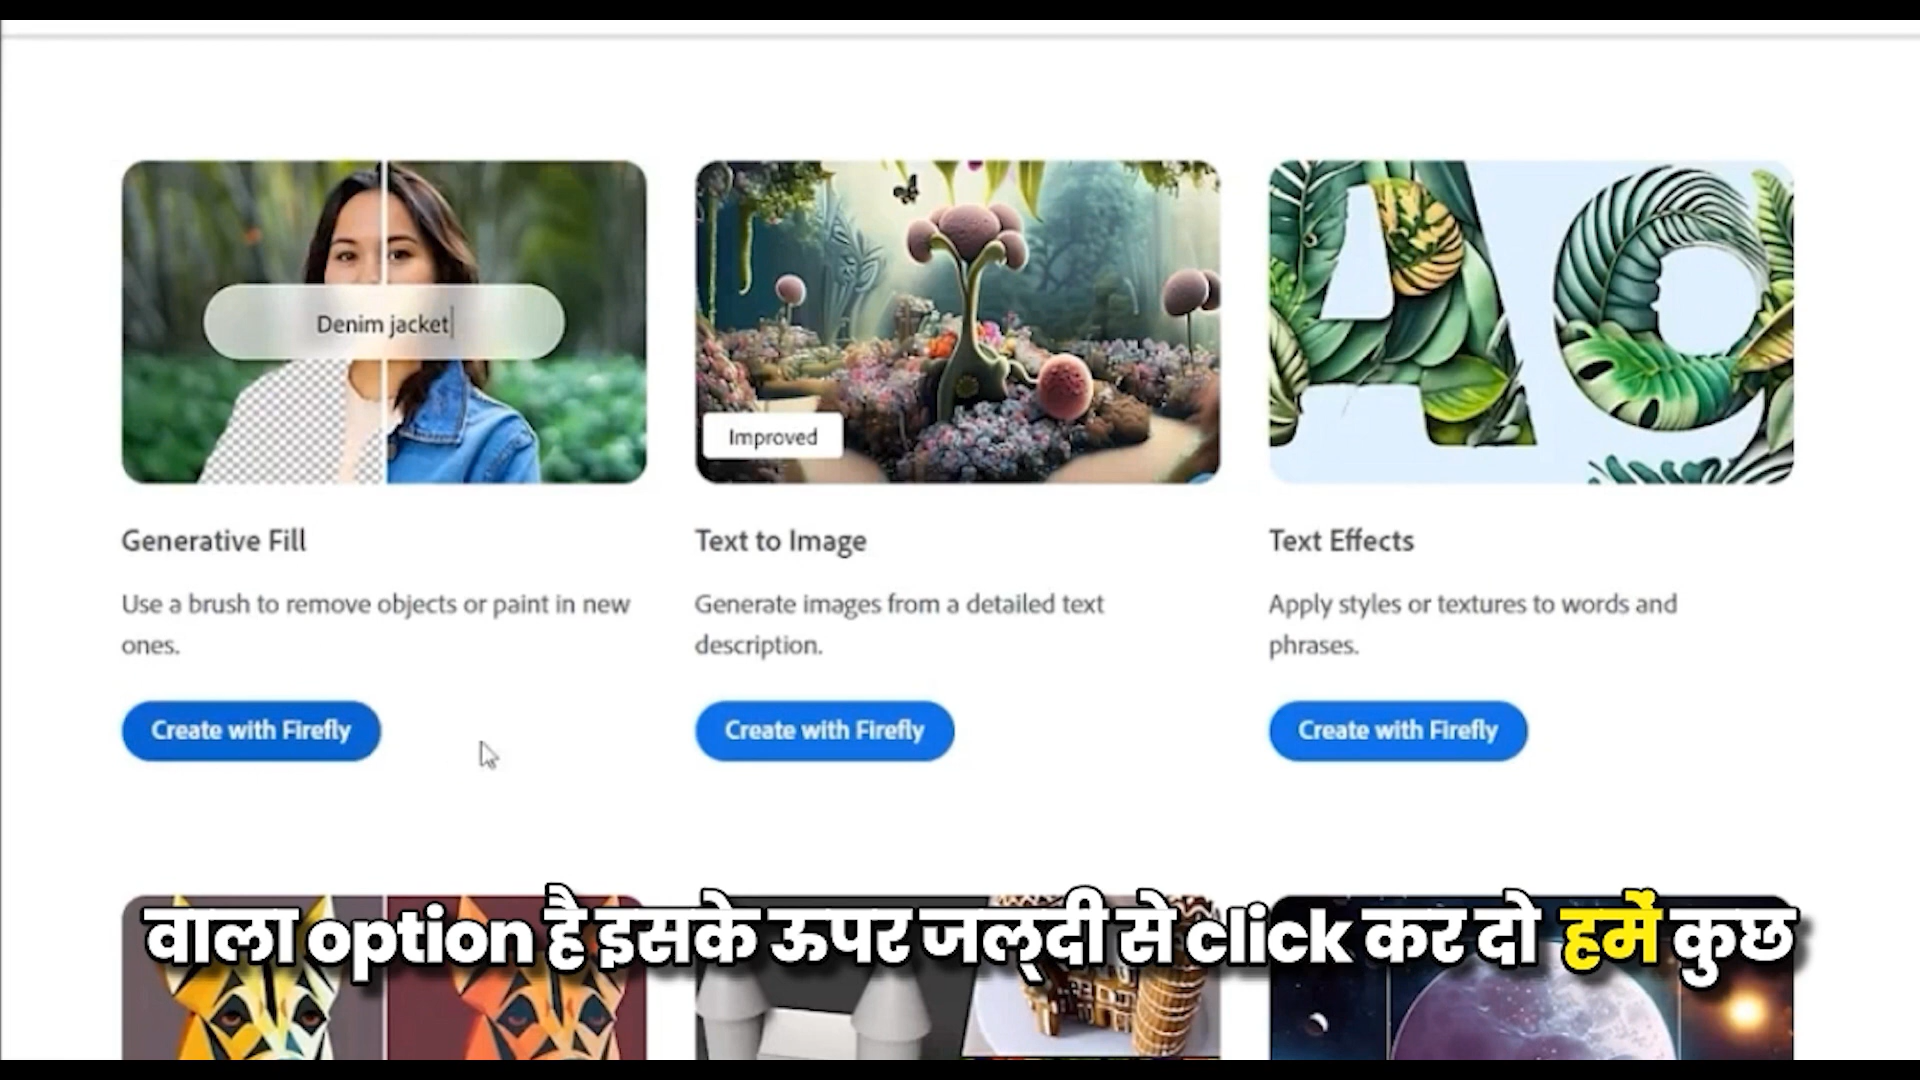 Denim jacket
Improved
Generative Fill
Use a brush to remove objects or paint in new
ones.
Create with Firefly
Text to Image
Generate images from a detailed text
description.
Create with Firefly
Text Effects
Apply styles or textures to words and
phrases.
Create with Firefly
वाला option है इसके ऊपर जल्दी से click कर दो हमें कुछ